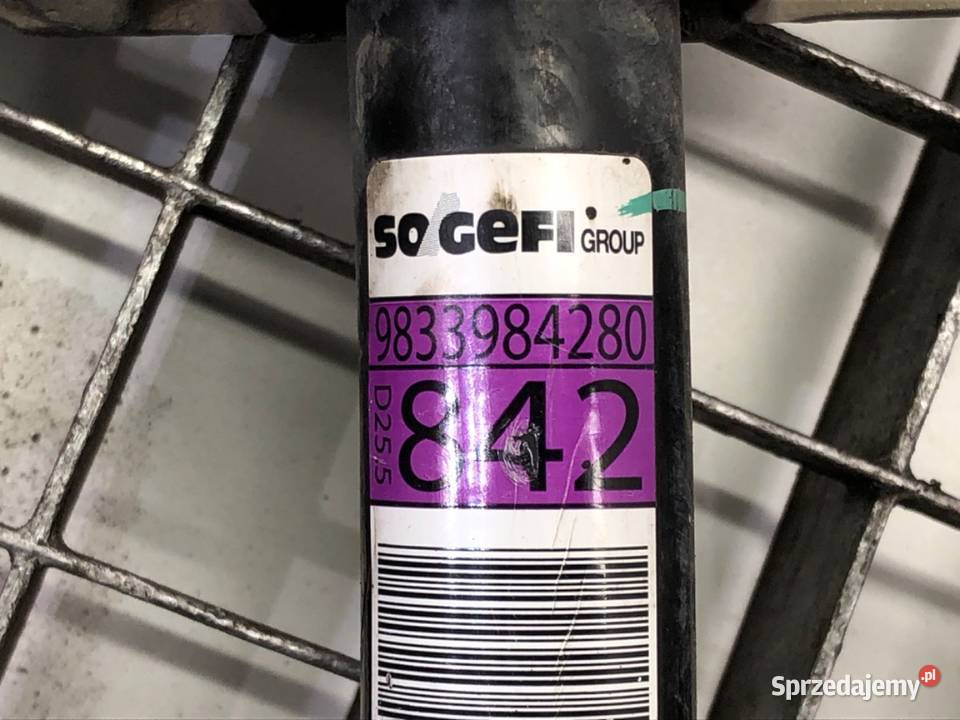 SOGEFI GROUP
9833984280
D25.5
842
Sprzedajemy.pl